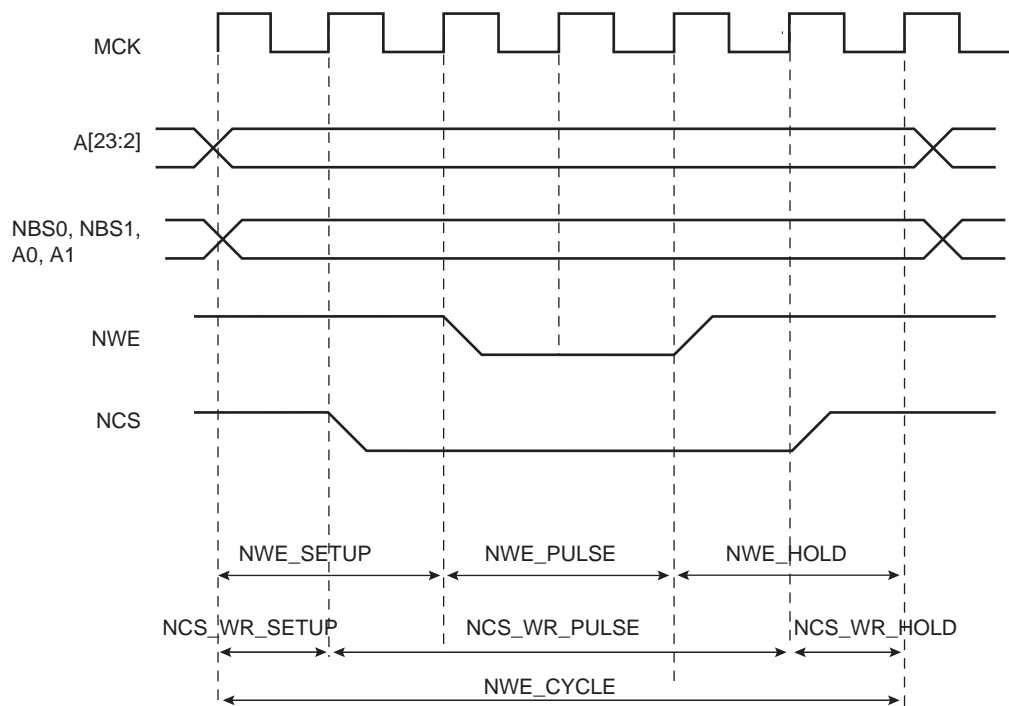 MCK
A[23:2]
NBS0, NBS1,
A0, A1
NWE
NCS
NWE_SETUP
NWE_PULSE
NWE_HOLD
NCS_WR_SETUP
NCS_WR_PULSE
NCS_WR_HOLD
NWE_CYCLE